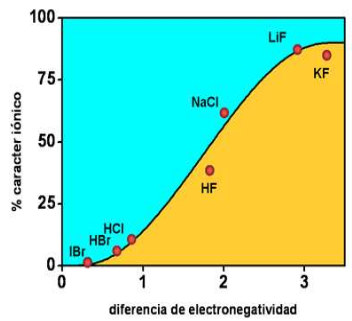 100
75
50
25
0
% caracter iónico
LiF
KF
NaCl
HF
HCl
HBr
IBr
0 1 2 3
diferencia de electronegatividad